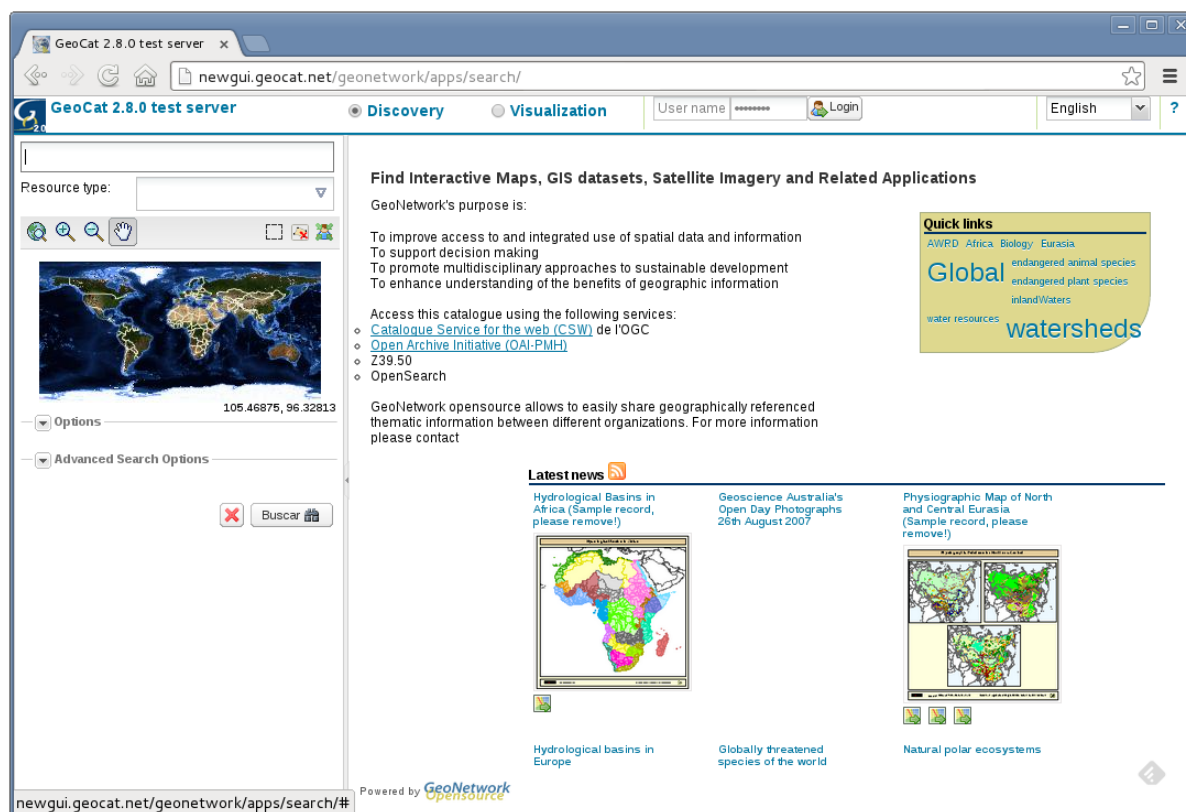 GeoCat 2.8.0 test server x
newgui.geocat.net/geonetwork/apps/search/
GeoCat 2.8.0 test server
Discovery
Visualization
User name
Login
English
?
Resource type:
105.46875, 96.32813
Options
Advanced Search Options
Buscar
Find Interactive Maps, GIS datasets, Satellite Imagery and Related Applications
GeoNetwork's purpose is:
To improve access to and integrated use of spatial data and information
To support decision making
To promote multidisciplinary approaches to sustainable development
To enhance understanding of the benefits of geographic information
Access this catalogue using the following services:
Catalogue Service for the web (CSW) de l'OGC
Open Archive Initiative (OAI-PMH)
Z39.50
OpenSearch
GeoNetwork opensource allows to easily share geographically referenced
thematic information between different organizations. For more information
please contact
Quick links
AWRD Africa Biology Eurasia
Global
endangered animal species
endangered plant species
inlandWaters
water resources watersheds
Latest news
Hydrological Basins in
Africa (Sample record,
please remove!)
Geoscience Australia's
Open Day Photographs
26th August 2007
Physiographic Map of North
and Central Eurasia
(Sample record, please
remove!)
Hydrological basins in
Europe
Globally threatened
species of the world
Natural polar ecosystems
Powered by GeoNetwork
Opensource
newgui.geocat.net/geonetwork/apps/search/#